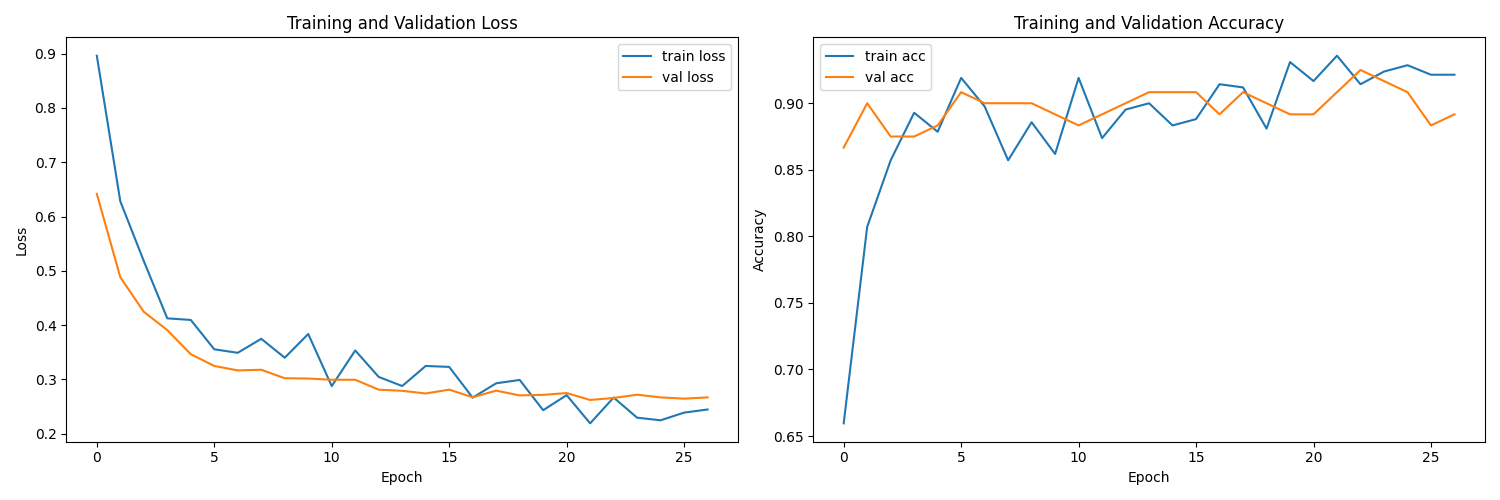 Training and Validation Loss
train loss
val loss
0.9
0.8
0.7
0.6
0.5
0.4
0.3
0.2
Loss
0 5 10 15 20 25
Epoch
Training and Validation Accuracy
train acc
val acc
0.90
0.85
0.80
0.75
0.70
0.65
Accuracy
0 5 10 15 20 25
Epoch